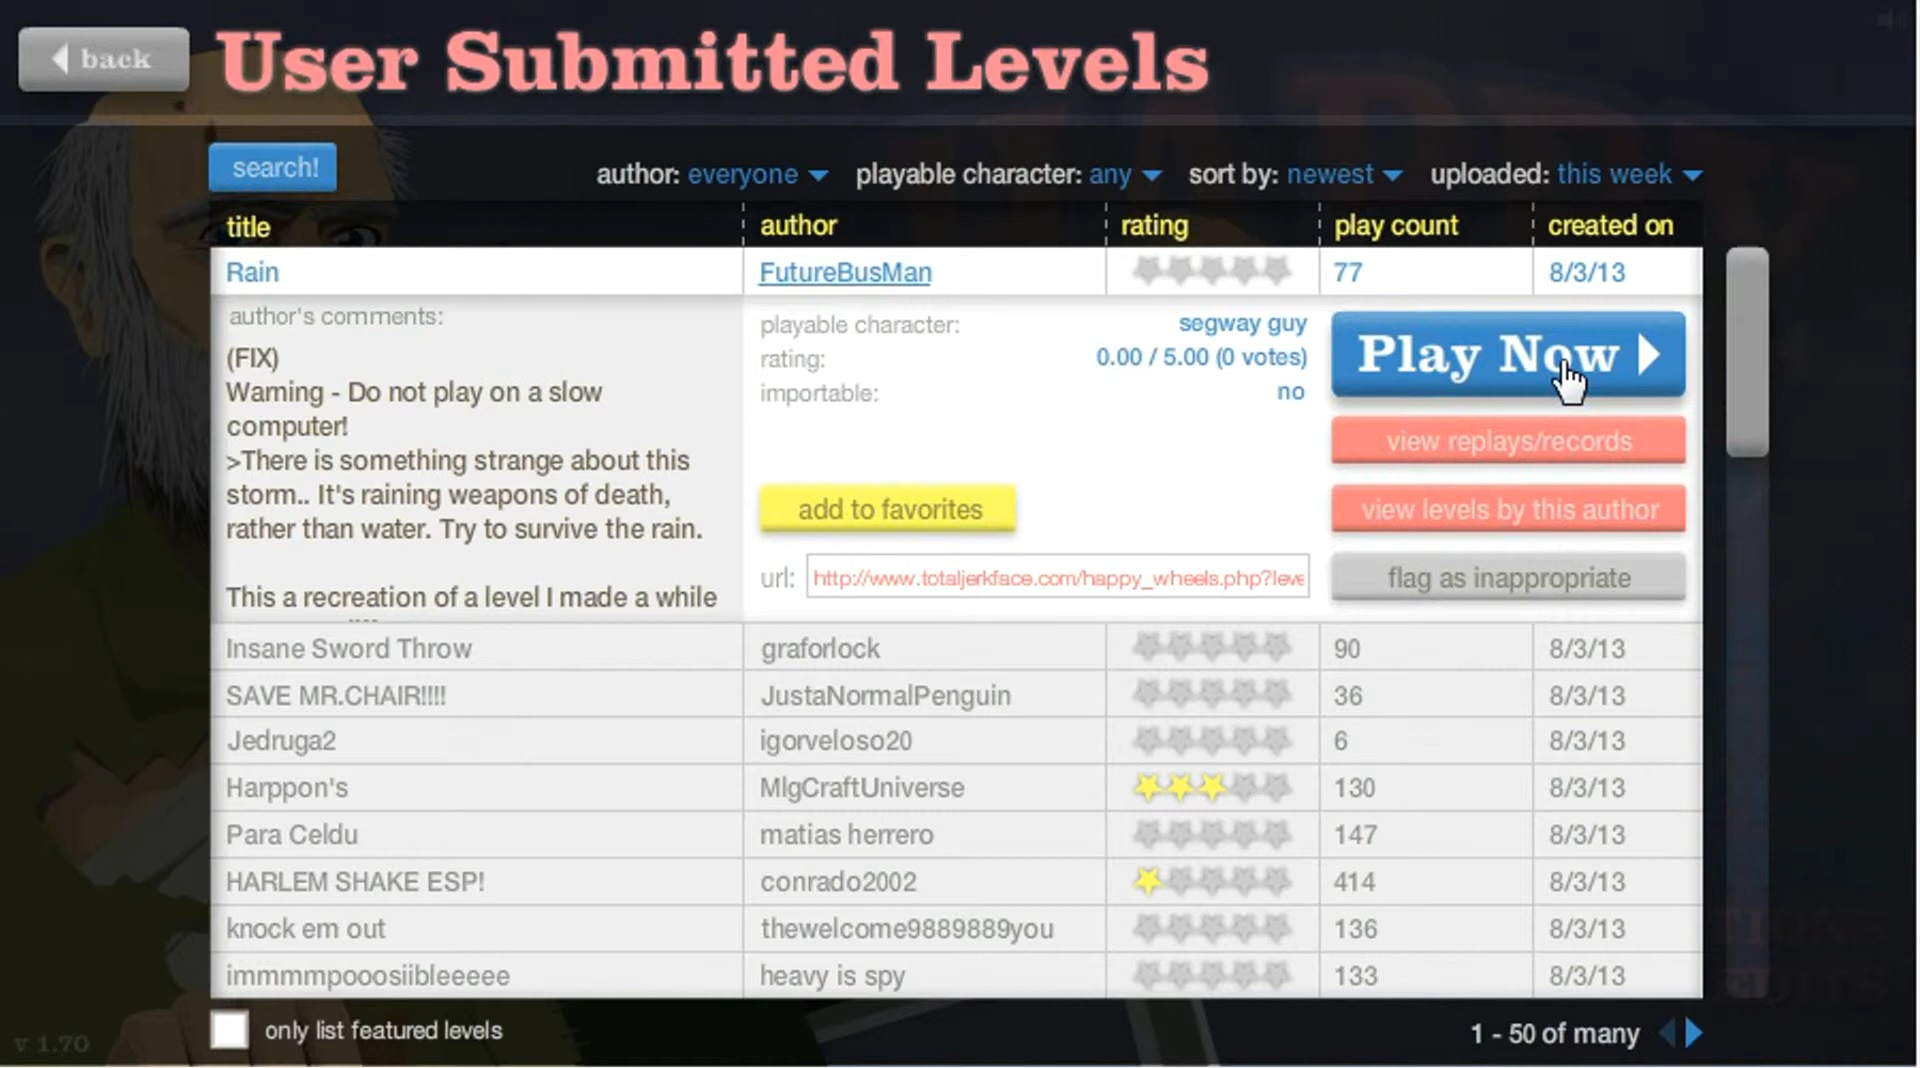 back
User Submitted Levels
search!
author: everyone playable character: any sort by: newest uploaded: this week
title author rating play count created on
Rain FutureBusMan 77 8/3/13
author's comments:
(FIX)
Warning - Do not play on a slow
computer!
>There is something strange about this
storm.. It's raining weapons of death,
rather than water. Try to survive the rain.
This a recreation of a level I made a while
playable character: segway guy
rating: 0.00 / 5.00 (0 votes)
importable: no
add to favorites
url: http://www.totaljerkface.com/happy_wheels.php?leve
Play Now
view replays/records
view levels by this author
flag as inappropriate
Insane Sword Throw graforlock 90 8/3/13
SAVE MR.CHAIR!!!! JustaNormalPenguin 36 8/3/13
Jedruga2 igorveloso20 6 8/3/13
Harppon's MlgCraftUniverse 130 8/3/13
Para Celdu matias herrero 147 8/3/13
HARLEM SHAKE ESP! conrado2002 414 8/3/13
knock em out thewelcome9889889you 136 8/3/13
immmmpooosiibleeeee heavy is spy 133 8/3/13
only list featured levels 1 - 50 of many
v 1.70